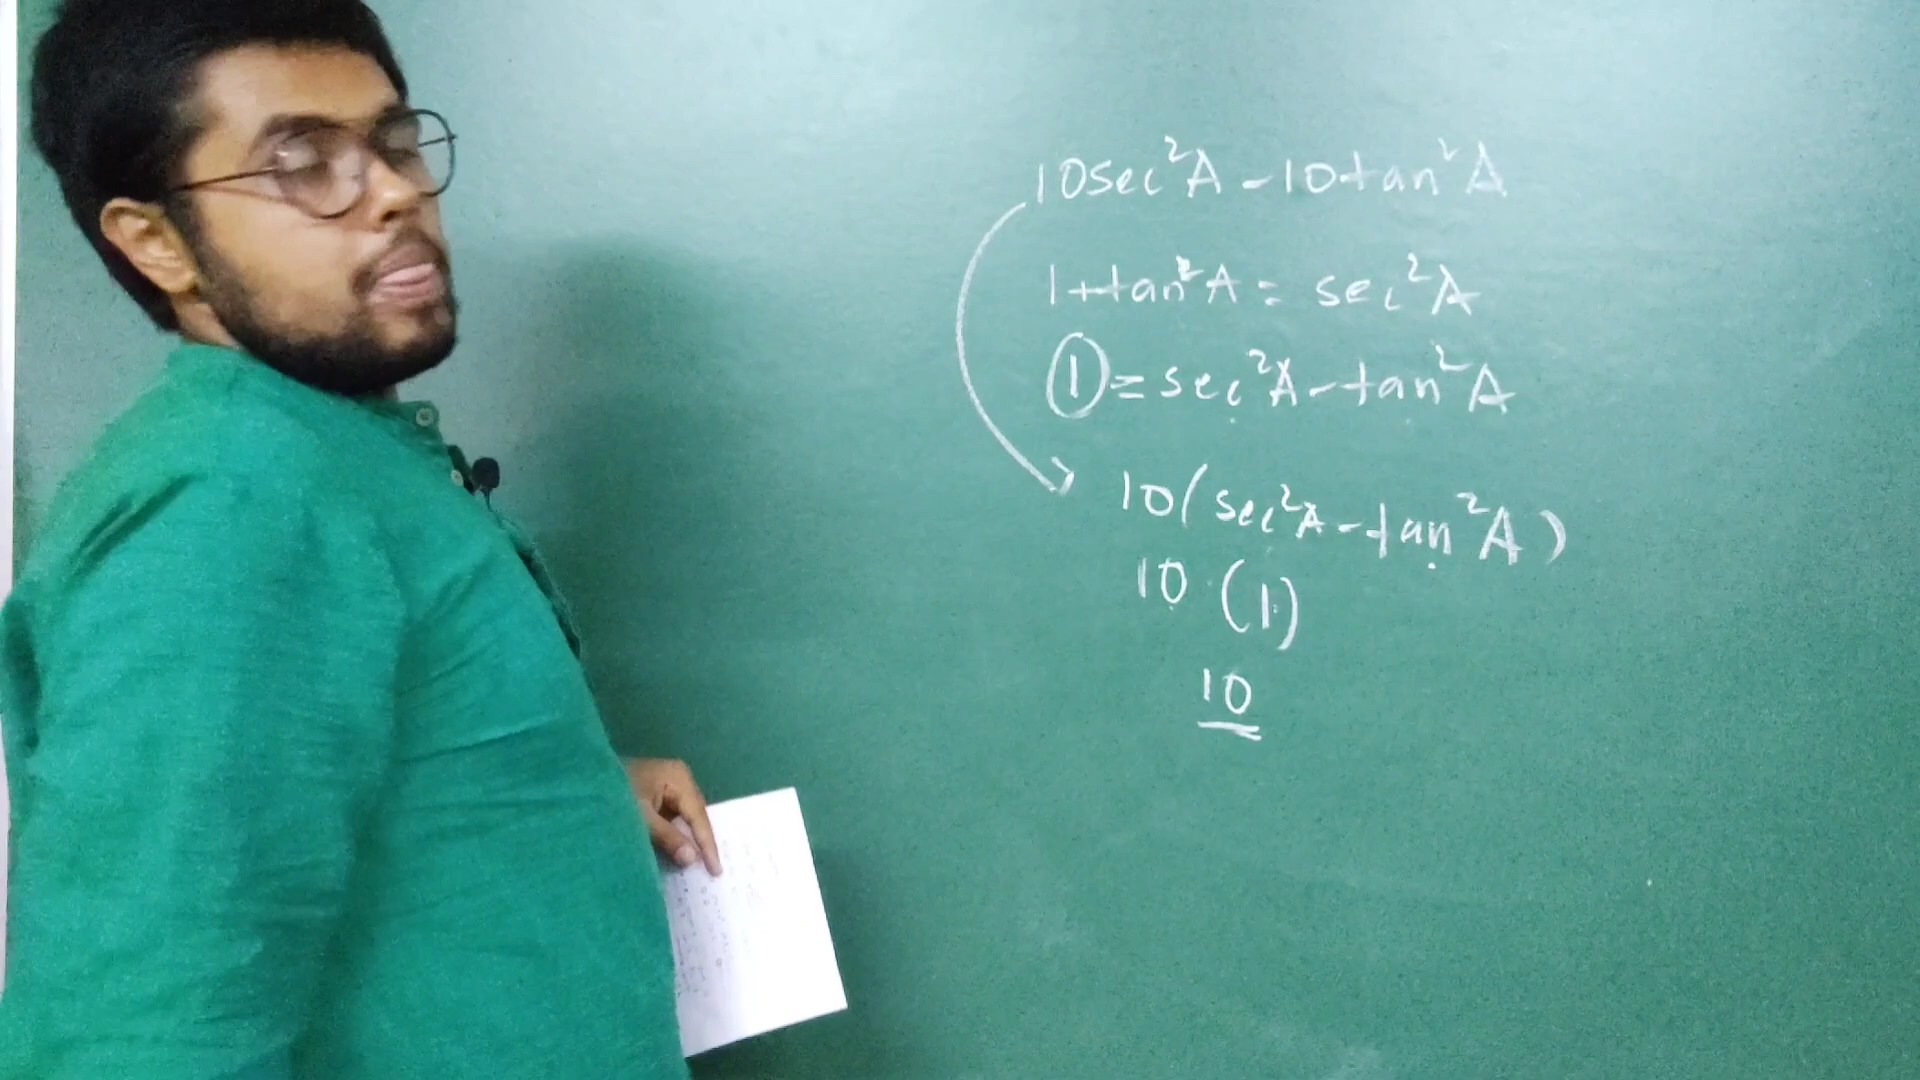 10sec²A - 10tan²A
1+tan²A = sec²A
1 = sec²A - tan²A
10(sec²A - tan²A)
10 (1)
10